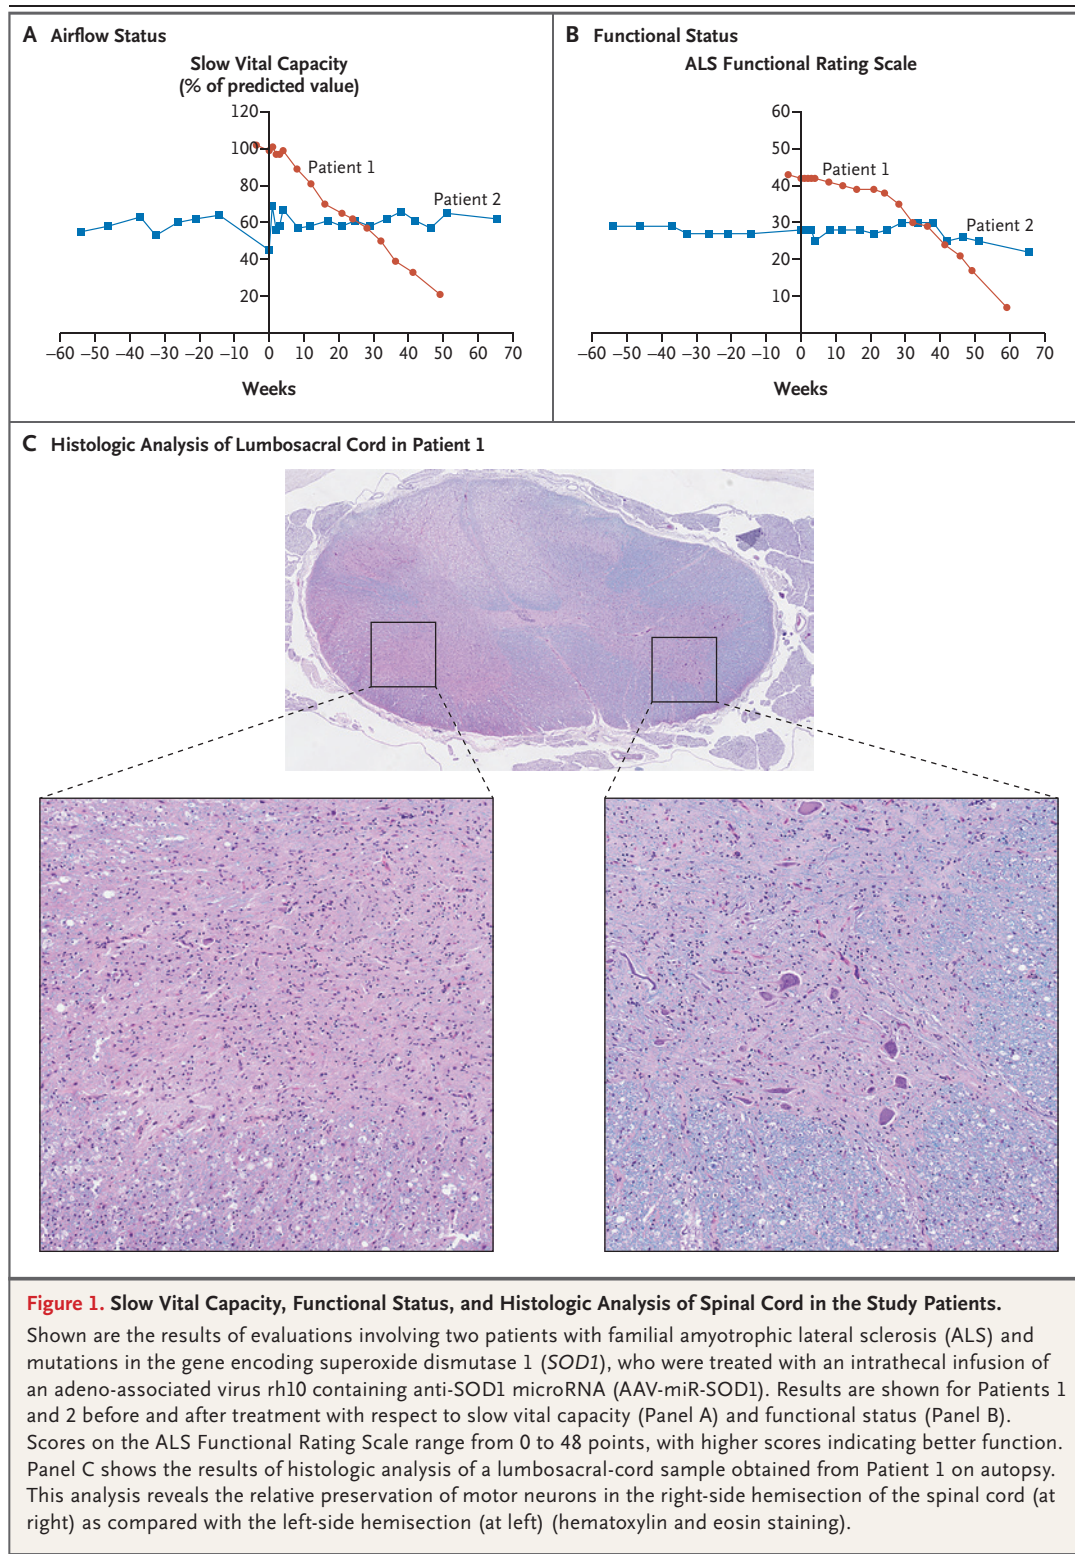 A Airflow Status
Slow Vital Capacity
(% of predicted value)
120
100
80
60
40
20
Patient 1
Patient 2
–60 –50 –40 –30 –20 –10 0 10 20 30 40 50 60 70
Weeks
B Functional Status
ALS Functional Rating Scale
60
50
40
30
20
10
Patient 1
Patient 2
–60 –50 –40 –30 –20 –10 0 10 20 30 40 50 60 70
Weeks
C Histologic Analysis of Lumbosacral Cord in Patient 1
Figure 1. Slow Vital Capacity, Functional Status, and Histologic Analysis of Spinal Cord in the Study Patients.
Shown are the results of evaluations involving two patients with familial amyotrophic lateral sclerosis (ALS) and
mutations in the gene encoding superoxide dismutase 1 (SOD1), who were treated with an intrathecal infusion of
an adeno-associated virus rh10 containing anti-SOD1 microRNA (AAV-miR-SOD1). Results are shown for Patients 1
and 2 before and after treatment with respect to slow vital capacity (Panel A) and functional status (Panel B).
Scores on the ALS Functional Rating Scale range from 0 to 48 points, with higher scores indicating better function.
Panel C shows the results of histologic analysis of a lumbosacral-cord sample obtained from Patient 1 on autopsy.
This analysis reveals the relative preservation of motor neurons in the right-side hemisection of the spinal cord (at
right) as compared with the left-side hemisection (at left) (hematoxylin and eosin staining).